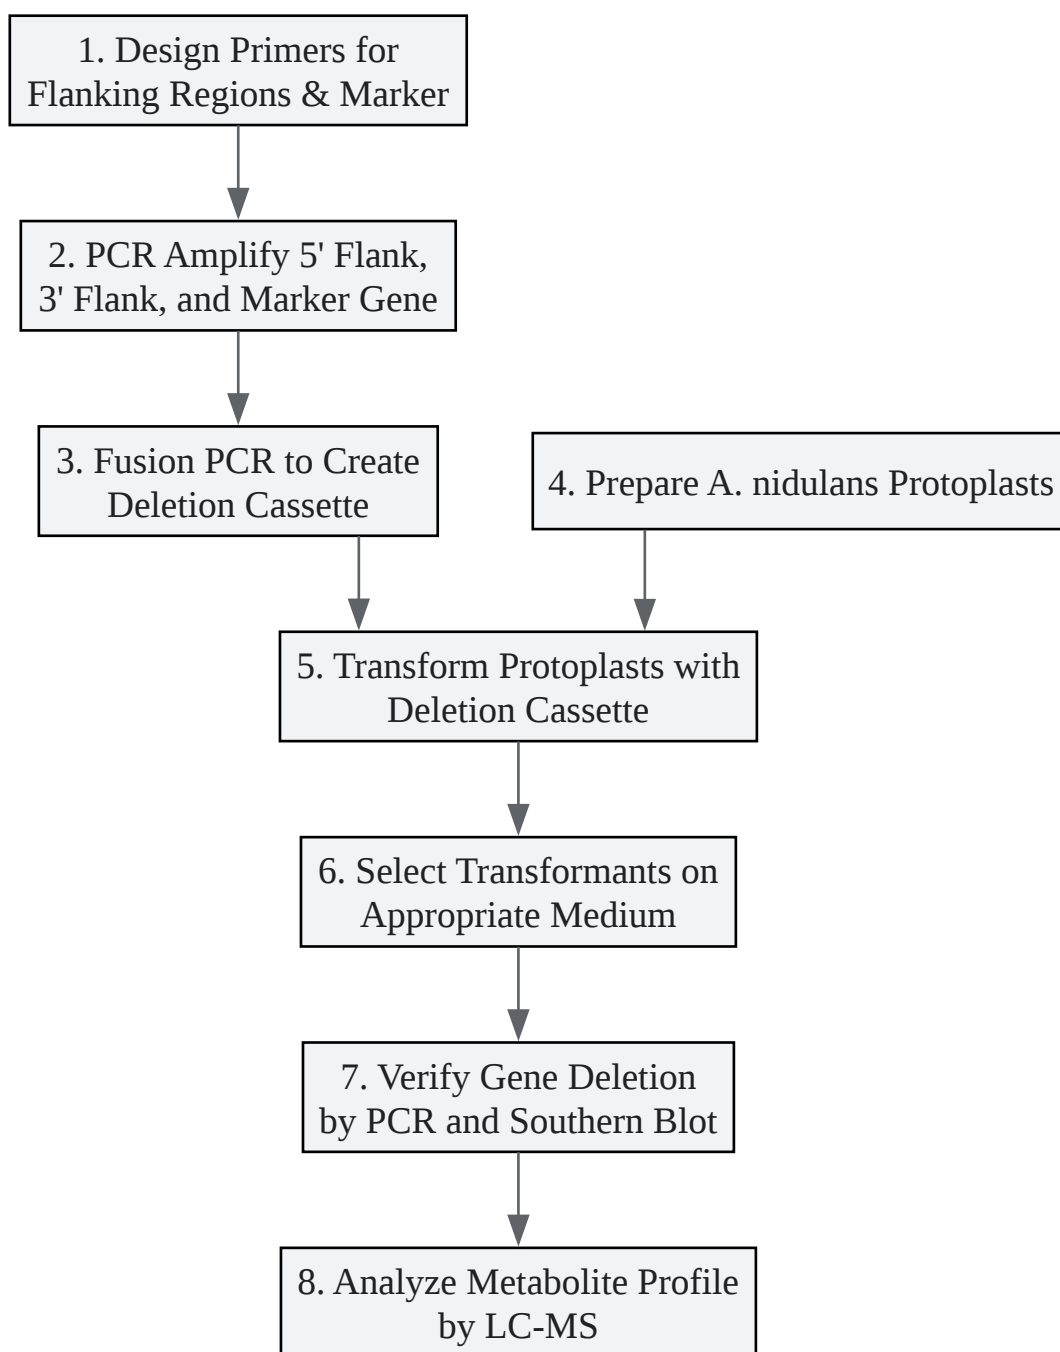 1. Design Primers for
Flanking Regions & Marker
2. PCR Amplify 5' Flank,
3' Flank, and Marker Gene
3. Fusion PCR to Create
Deletion Cassette
4. Prepare A. nidulans Protoplasts
5. Transform Protoplasts with
Deletion Cassette
6. Select Transformants on
Appropriate Medium
7. Verify Gene Deletion
by PCR and Southern Blot
8. Analyze Metabolite Profile
by LC-MS